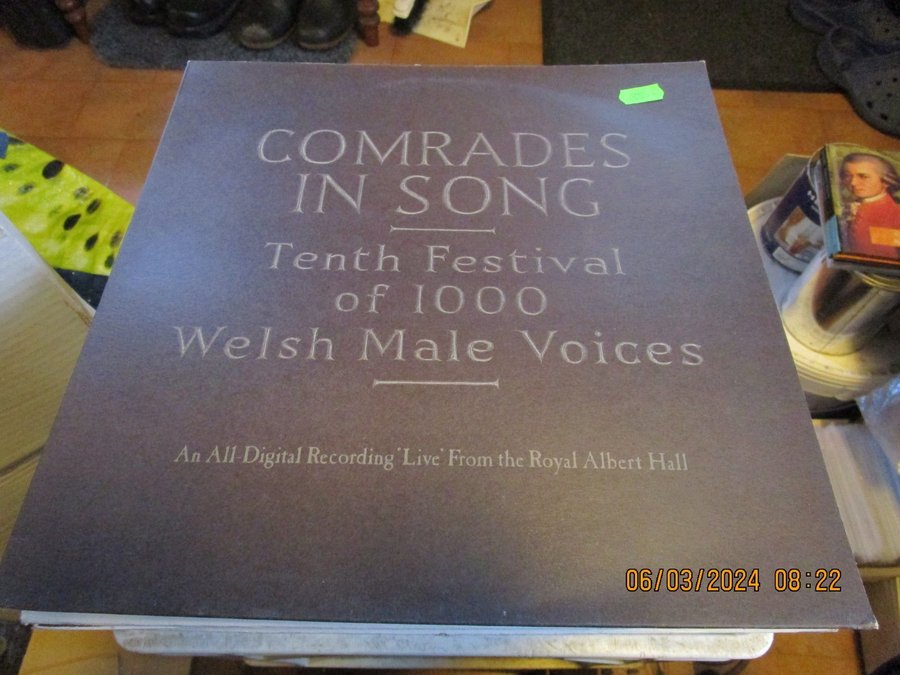 COMRADES
IN SONG
Tenth Festival
of 1000
Welsh Male Voices
An All-Digital Recording 'Live' From the Royal Albert Hall
06/03/2024 08:22